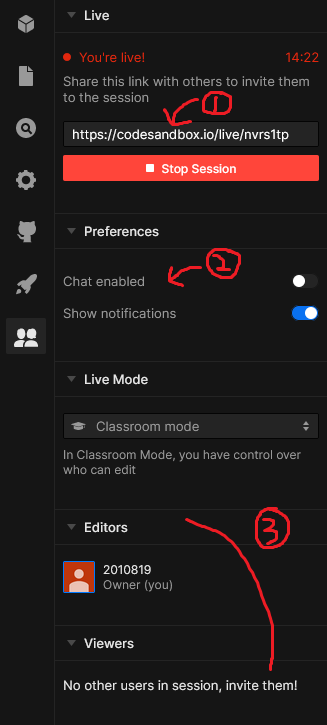 Live
You're live! 14:22
Share this link with others to invite them
to the session
1
https://codesandbox.io/live/nvrs1tp
Stop Session
Preferences
2
Chat enabled
Show notifications
Live Mode
Classroom mode
In Classroom Mode, you have control over
who can edit
3
Editors
2010819
Owner (you)
Viewers
No other users in session, invite them!